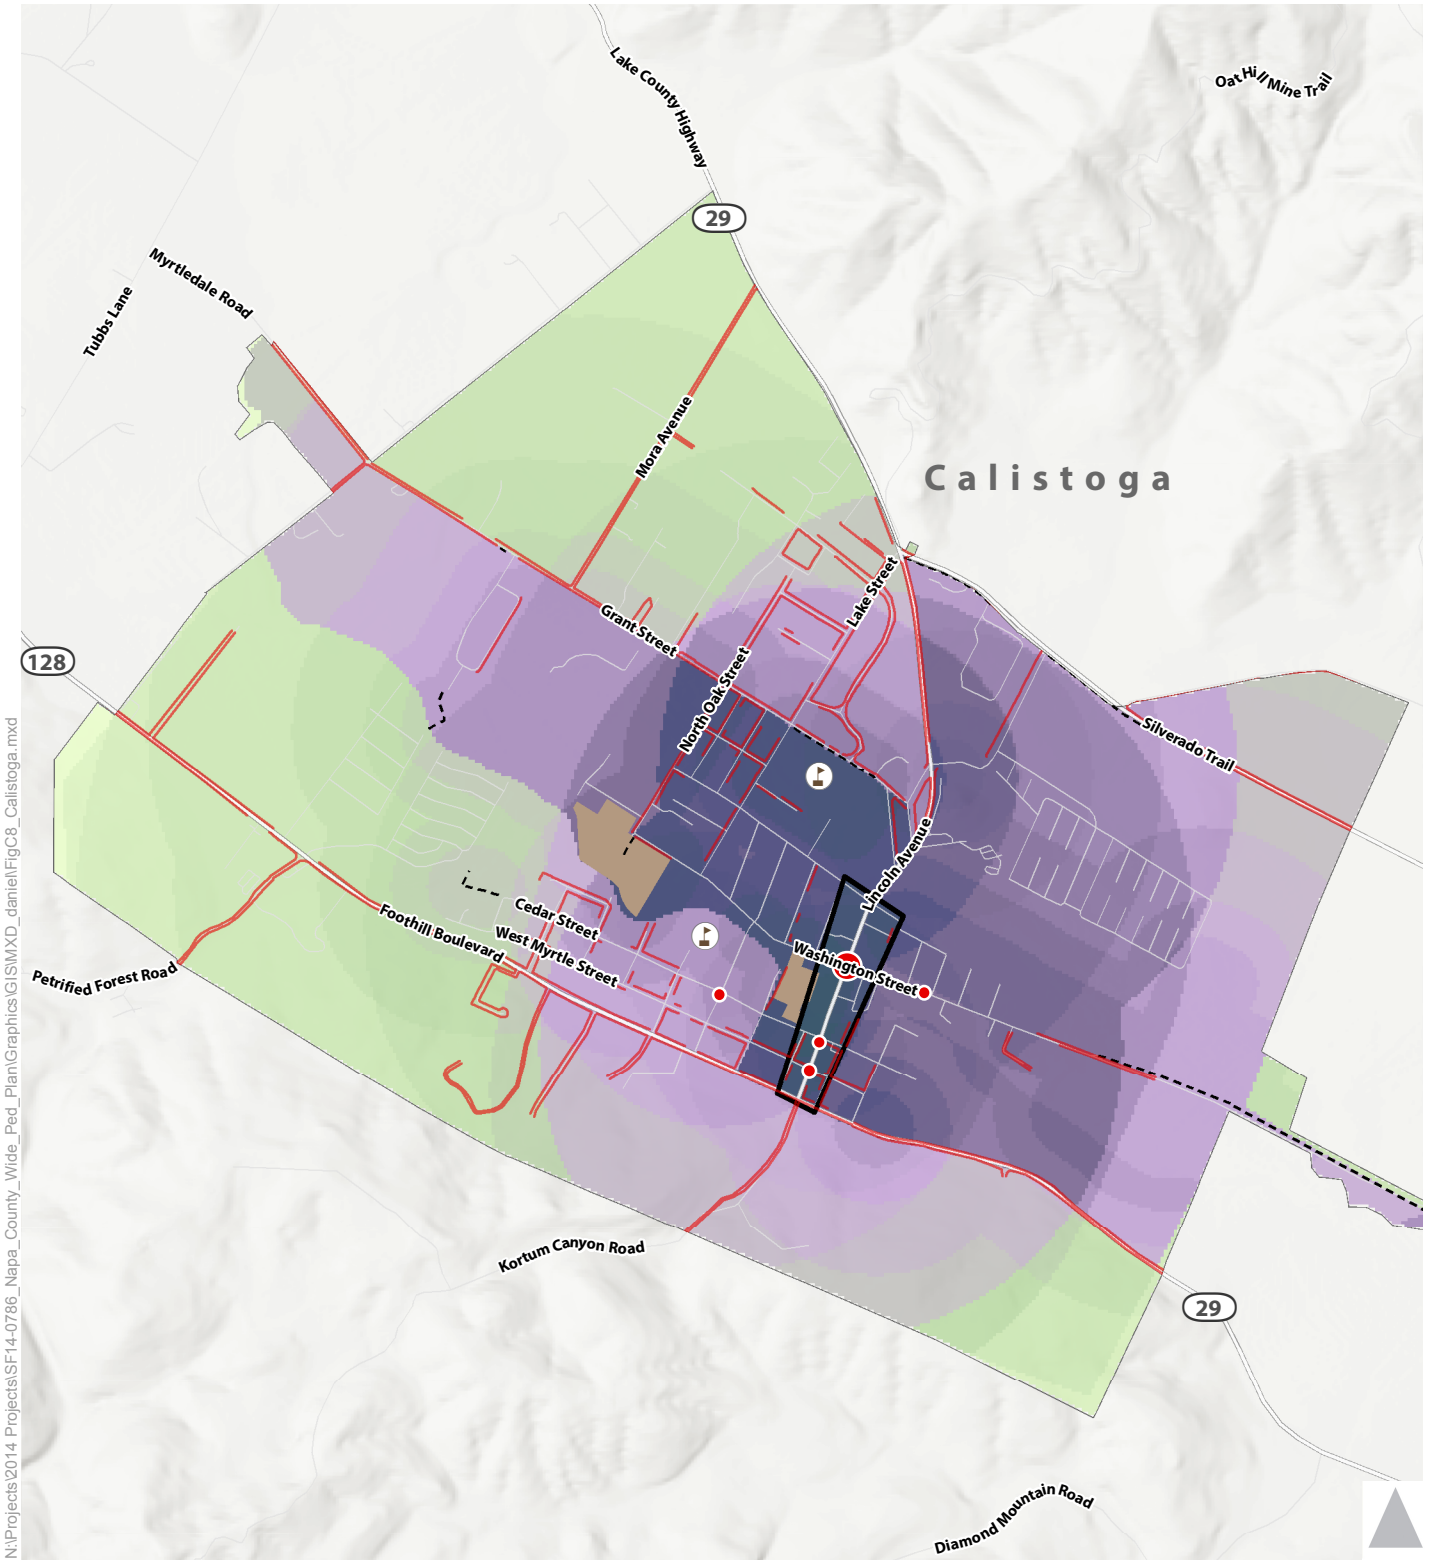 Lake County Highway
Oat Hill Mine Trail
29
Myrtledale Road
Tubbs Lane
Mora Avenue
Calistoga
Lake Street
Grant Street
128
North Oak Street
Silverado Trail
Lincoln Avenue
Cedar Street
Foothill Boulevard
West Myrtle Street
Washington Street
Petrified Forest Road
Kortum Canyon Road
29
Diamond Mountain Road
N:\Projects\2014 Projects\SF14-0786_Napa_County_Wide_Ped_Plan\Graphics\GIS\MXD_daniel\FigC8_Calistoga.mxd